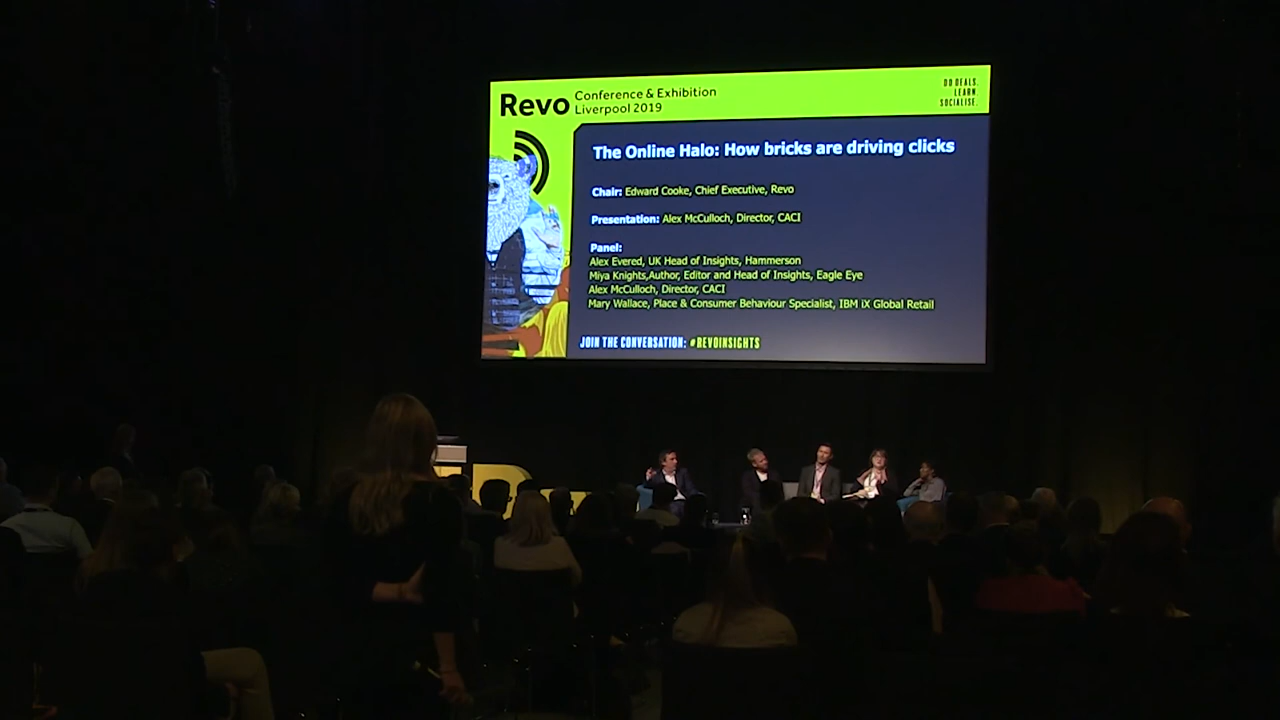 Revo Conference & Exhibition
Liverpool 2019
DO DEALS.
LEARN.
SOCIALISE.
The Online Halo: How bricks are driving clicks
Chair: Edward Cooke, Chief Executive, Revo
Presentation: Alex McCulloch, Director, CACI
Panel:
Alex Evered, UK Head of Insights, Hammerson
Miya Knights,Author, Editor and Head of Insights, Eagle Eye
Alex McCulloch, Director, CACI
Mary Wallace, Place & Consumer Behaviour Specialist, IBM iX Global Retail
JOIN THE CONVERSATION: #REVOINSIGHTS